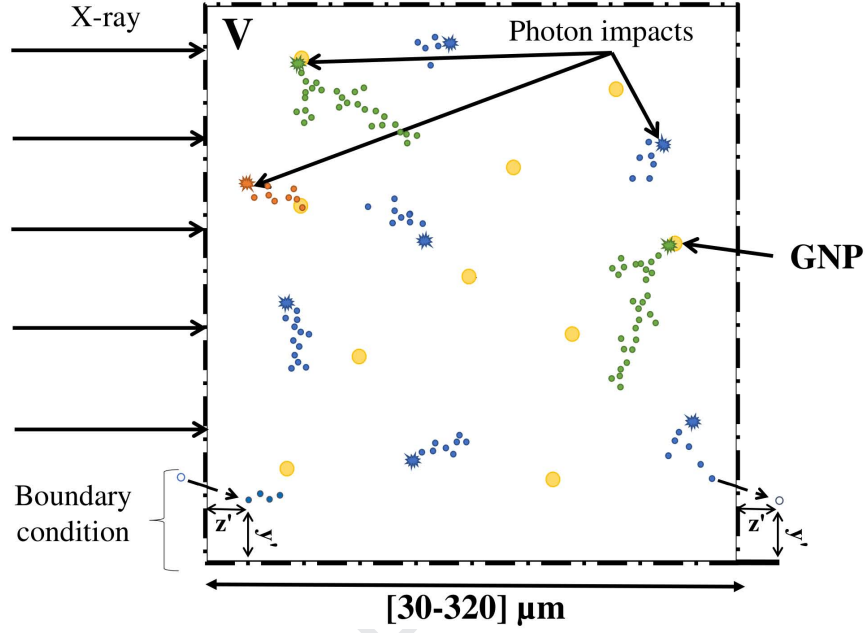 X-ray
V
Photon impacts
GNP
Boundary
condition
z'
y'
z'
y'
[30-320] µm